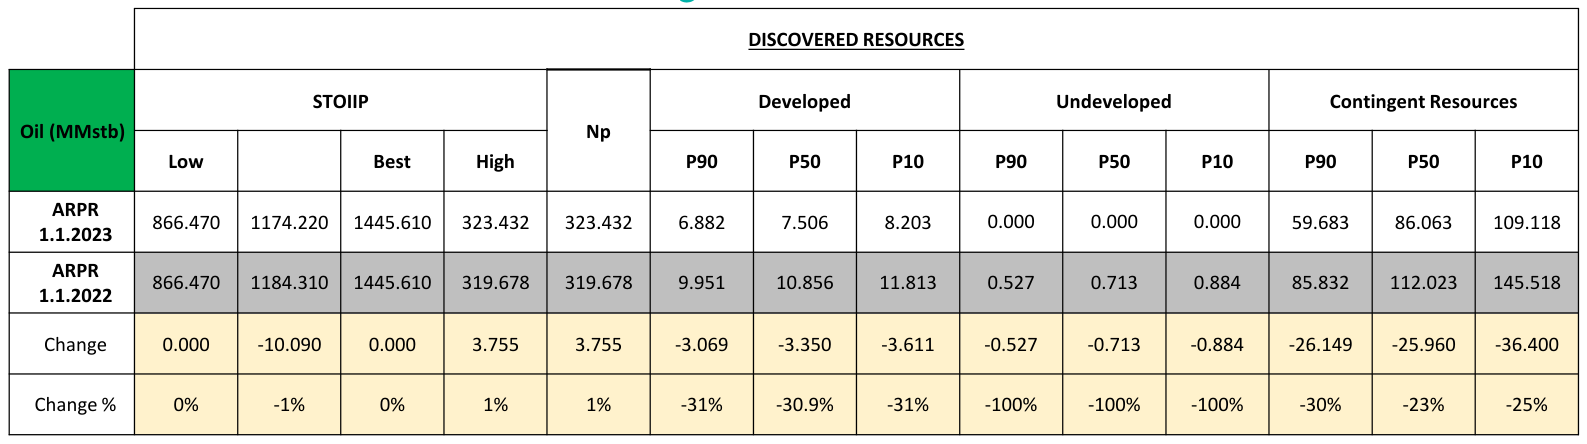 DISCOVERED RESOURCES
Oil (MMstb) STOIIP Np Developed Undeveloped Contingent Resources
Low Best High P90 P50 P10 P90 P50 P10 P90 P50 P10
ARPR
1.1.2023 866.470 1174.220 1445.610 323.432 323.432 6.882 7.506 8.203 0.000 0.000 0.000 59.683 86.063 109.118
ARPR
1.1.2022 866.470 1184.310 1445.610 319.678 319.678 9.951 10.856 11.813 0.527 0.713 0.884 85.832 112.023 145.518
Change 0.000 -10.090 0.000 3.755 3.755 -3.069 -3.350 -3.611 -0.527 -0.713 -0.884 -26.149 -25.960 -36.400
Change % 0% -1% 0% 1% 1% -31% -30.9% -31% -100% -100% -100% -30% -23% -25%